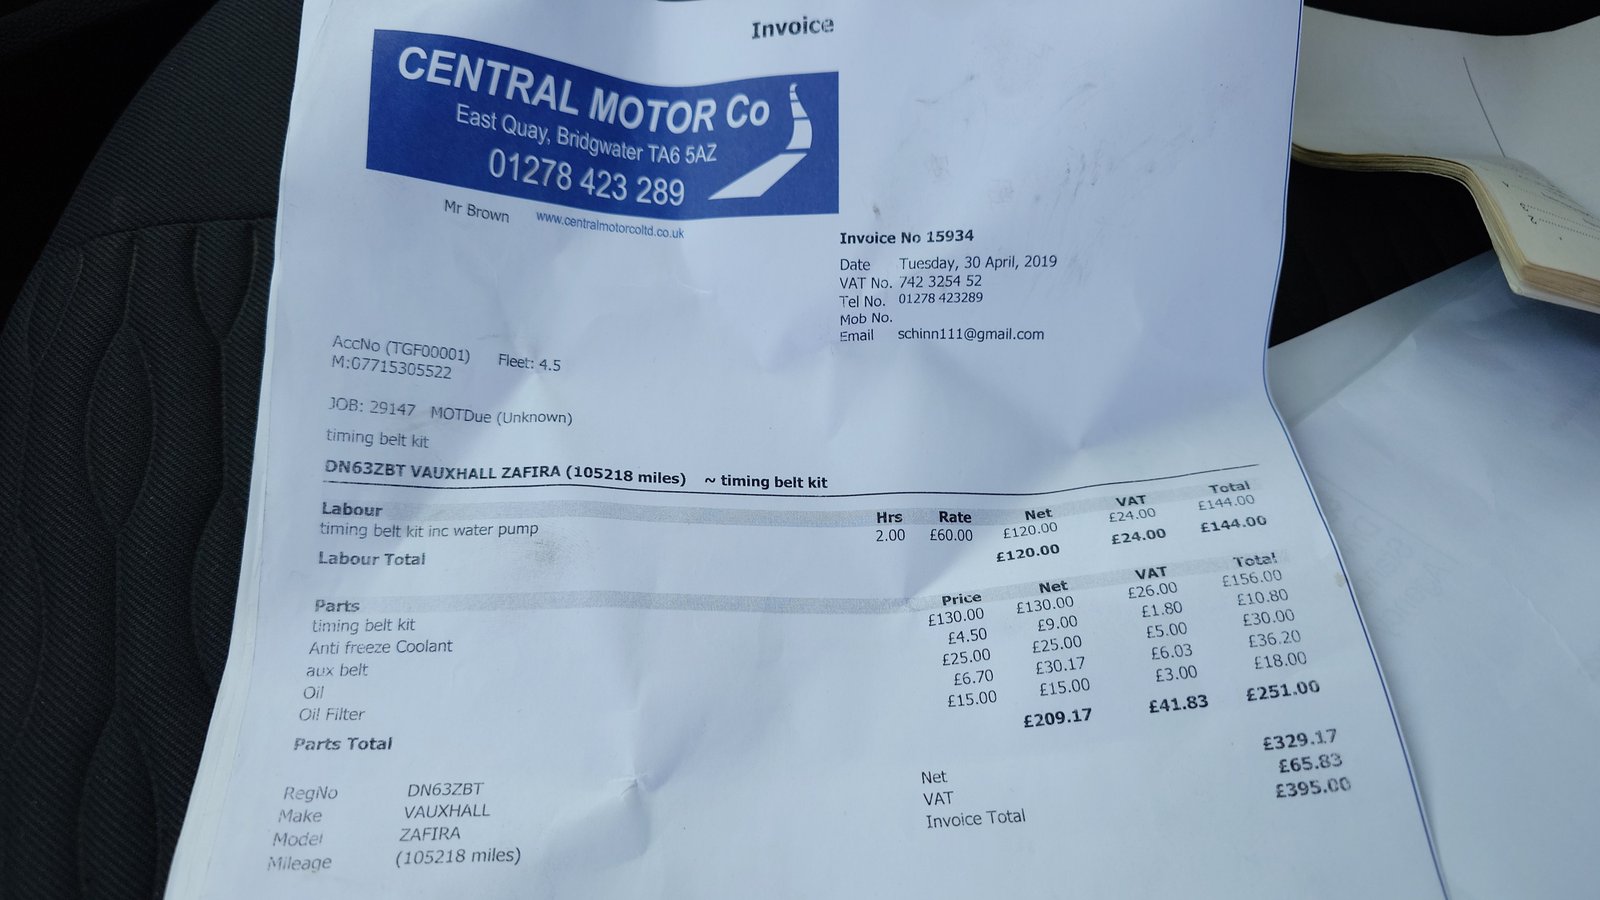 Invoice
CENTRAL MOTOR Co
East Quay, Bridgwater TA6 5AZ
01278 423 289
Mr Brown www.centralmotorcoltd.co.uk
Invoice No 15934
Date Tuesday, 30 April, 2019
VAT No. 742 3254 52
Tel No. 01278 423289
Mob No.
Email schinn111@gmail.com
AccNo (TGF00001) Fleet: 4.5
M:07715305522
JOB: 29147 MOTDue (Unknown)
timing belt kit
DN63ZBT VAUXHALL ZAFIRA (105218 miles) ~ timing belt kit
Labour Hrs Rate Net VAT Total
timing belt kit inc water pump 2.00 £60.00 £120.00 £24.00 £144.00
Labour Total £120.00 £24.00 £144.00
Parts Price Net VAT Total
timing belt kit £130.00 £130.00 £26.00 £156.00
Anti freeze Coolant £4.50 £9.00 £1.80 £10.80
aux belt £25.00 £25.00 £5.00 £30.00
Oil £6.70 £30.17 £6.03 £36.20
Oil Filter £15.00 £15.00 £3.00 £18.00
Parts Total £209.17 £41.83 £251.00
Net £329.17
VAT £65.83
Invoice Total £395.00
RegNo DN63ZBT
Make VAUXHALL
Model ZAFIRA
Mileage (105218 miles)